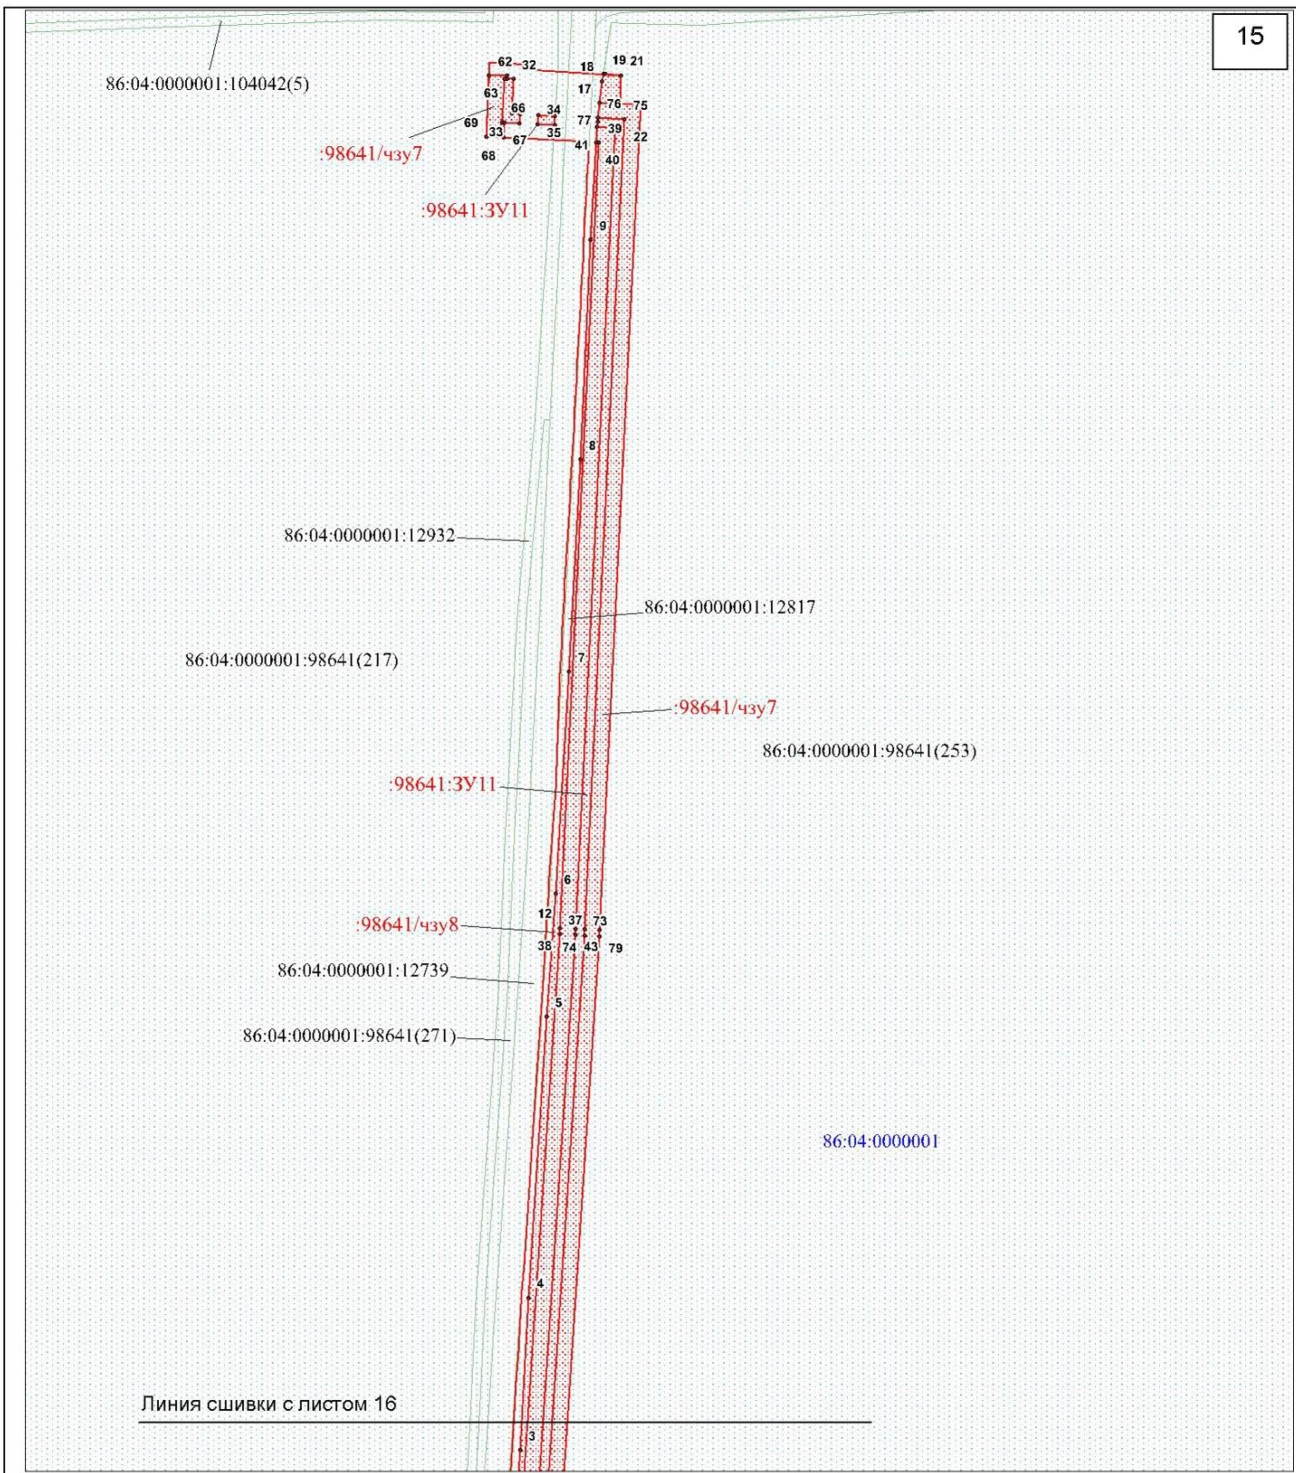 15
86:04:0000001:104042(5)
62 32
18 19 21
63
17
66 34 76 75
69 33 67 35 77 39 22
:98641/чзу7
68 41 40
:98641:ЗУ11
9
8
86:04:0000001:12932
86:04:0000001:12817
86:04:0000001:98641(217)
7
:98641/чзу7
86:04:0000001:98641(253)
:98641:ЗУ11
6
12 37 73
:98641/чзу8
38 74 43 79
86:04:0000001:12739
5
86:04:0000001:98641(271)
86:04:0000001
4
Линия сшивки с листом 16
3